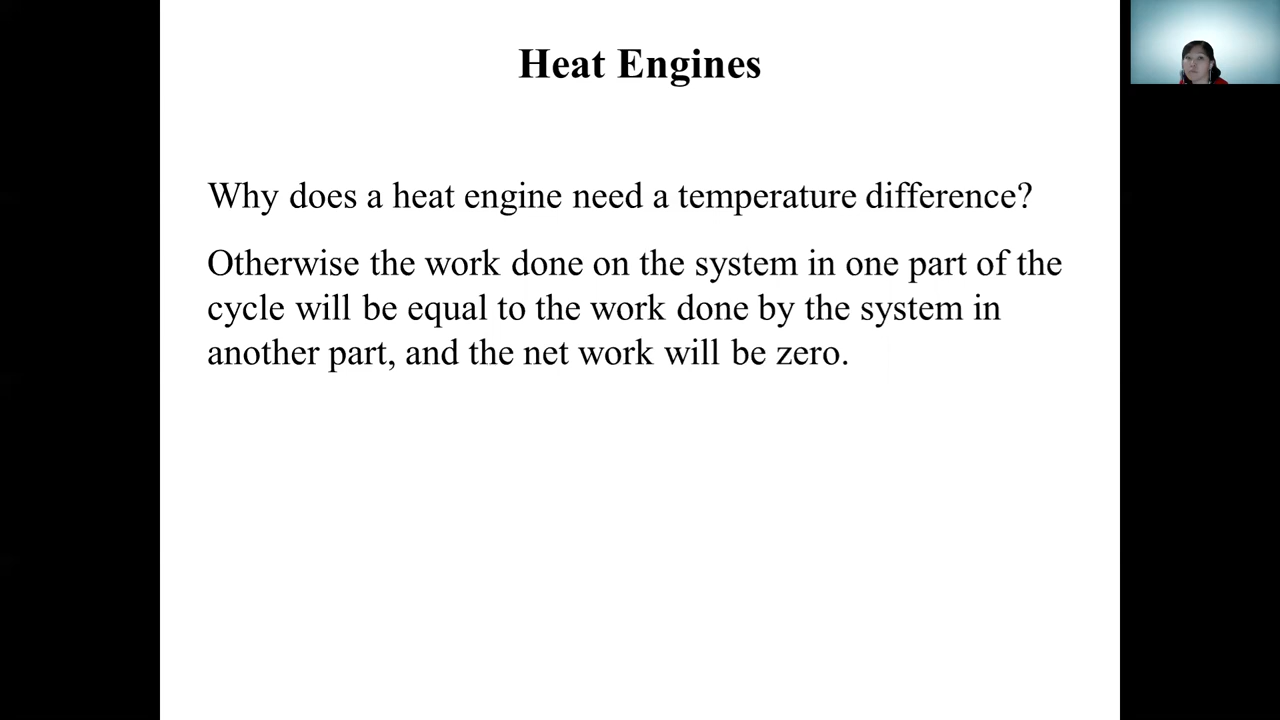 Heat Engines
Why does a heat engine need a temperature difference?
Otherwise the work done on the system in one part of the
cycle will be equal to the work done by the system in
another part, and the net work will be zero.